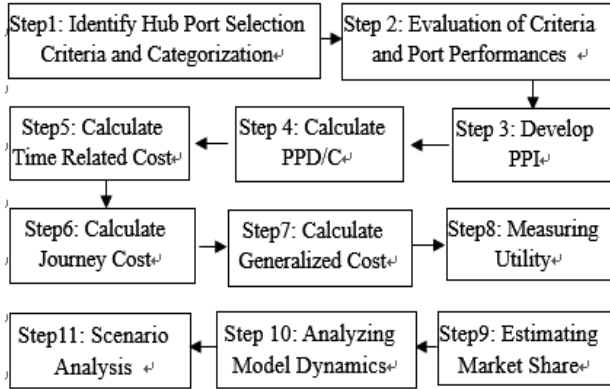 Step1: Identify Hub Port Selection
Criteria and Categorization
Step 2: Evaluation of Criteria
and Port Performances
Step 3: Develop
PPI
Step 4: Calculate
PPD/C
Step5: Calculate
Time Related Cost
Step6: Calculate
Journey Cost
Step7: Calculate
Generalized Cost
Step8: Measuring
Utility
Step9: Estimating
Market Share
Step 10: Analyzing
Model Dynamics
Step11: Scenario
Analysis